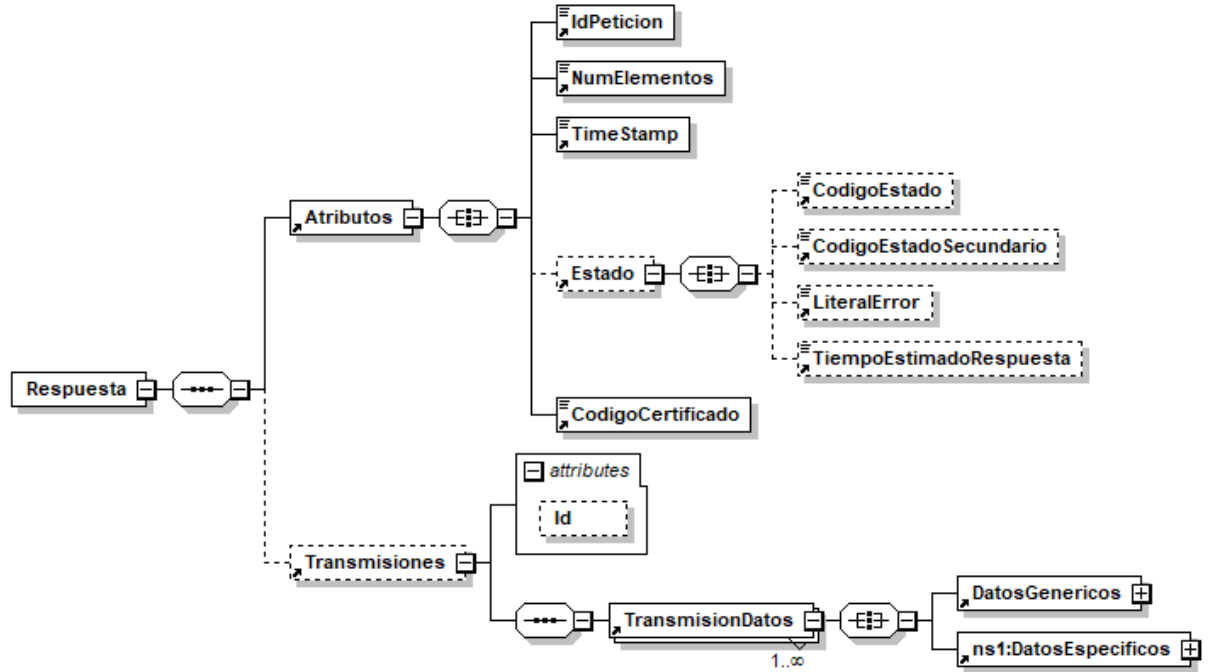 IdPeticion
NumElementos
TimeStamp
CodigoEstado
Atributos
CodigoEstadoSecundario
Estado
LiteralError
TiempoEstimadoRespuesta
Respuesta
CodigoCertificado
attributes
Id
Transmisiones
DatosGenericos
TransmisionDatos
ns1:DatosEspecificos
1..∞